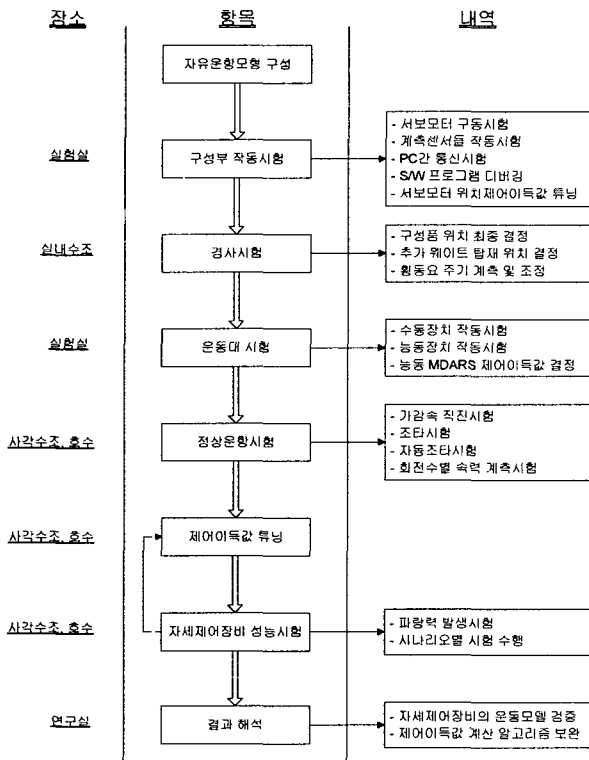 장소 항목 내역
자유운항모형 구성
실험실
구성부 작동시험
- 서보모터 구동시험
- 계측센서들 작동시험
- PC간 통신시험
- S/W 프로그램 디버깅
- 서보모터 위치제어이득값 튜닝
실내수조
경사시험
- 구성품 위치 최종 결정
- 추가 웨이트 탑재 위치 결정
- 횡동요 주기 계측 및 조정
실험실
운동대 시험
- 수동장치 작동시험
- 능동장치 작동시험
- 능동 MDARS 제어이득값 결정
사각수조, 호수
정상운항시험
- 가감속 직진시험
- 조타시험
- 자동조타시험
- 회전수별 속력 계측시험
사각수조, 호수
제어이득값 튜닝
사각수조, 호수
자세제어장비 성능시험
- 파랑력 발생시험
- 시나리오별 시험 수행
연구실
결과 해석
- 자세제어장비의 운동모델 검증
- 제어이득값 계산 알고리즘 보완